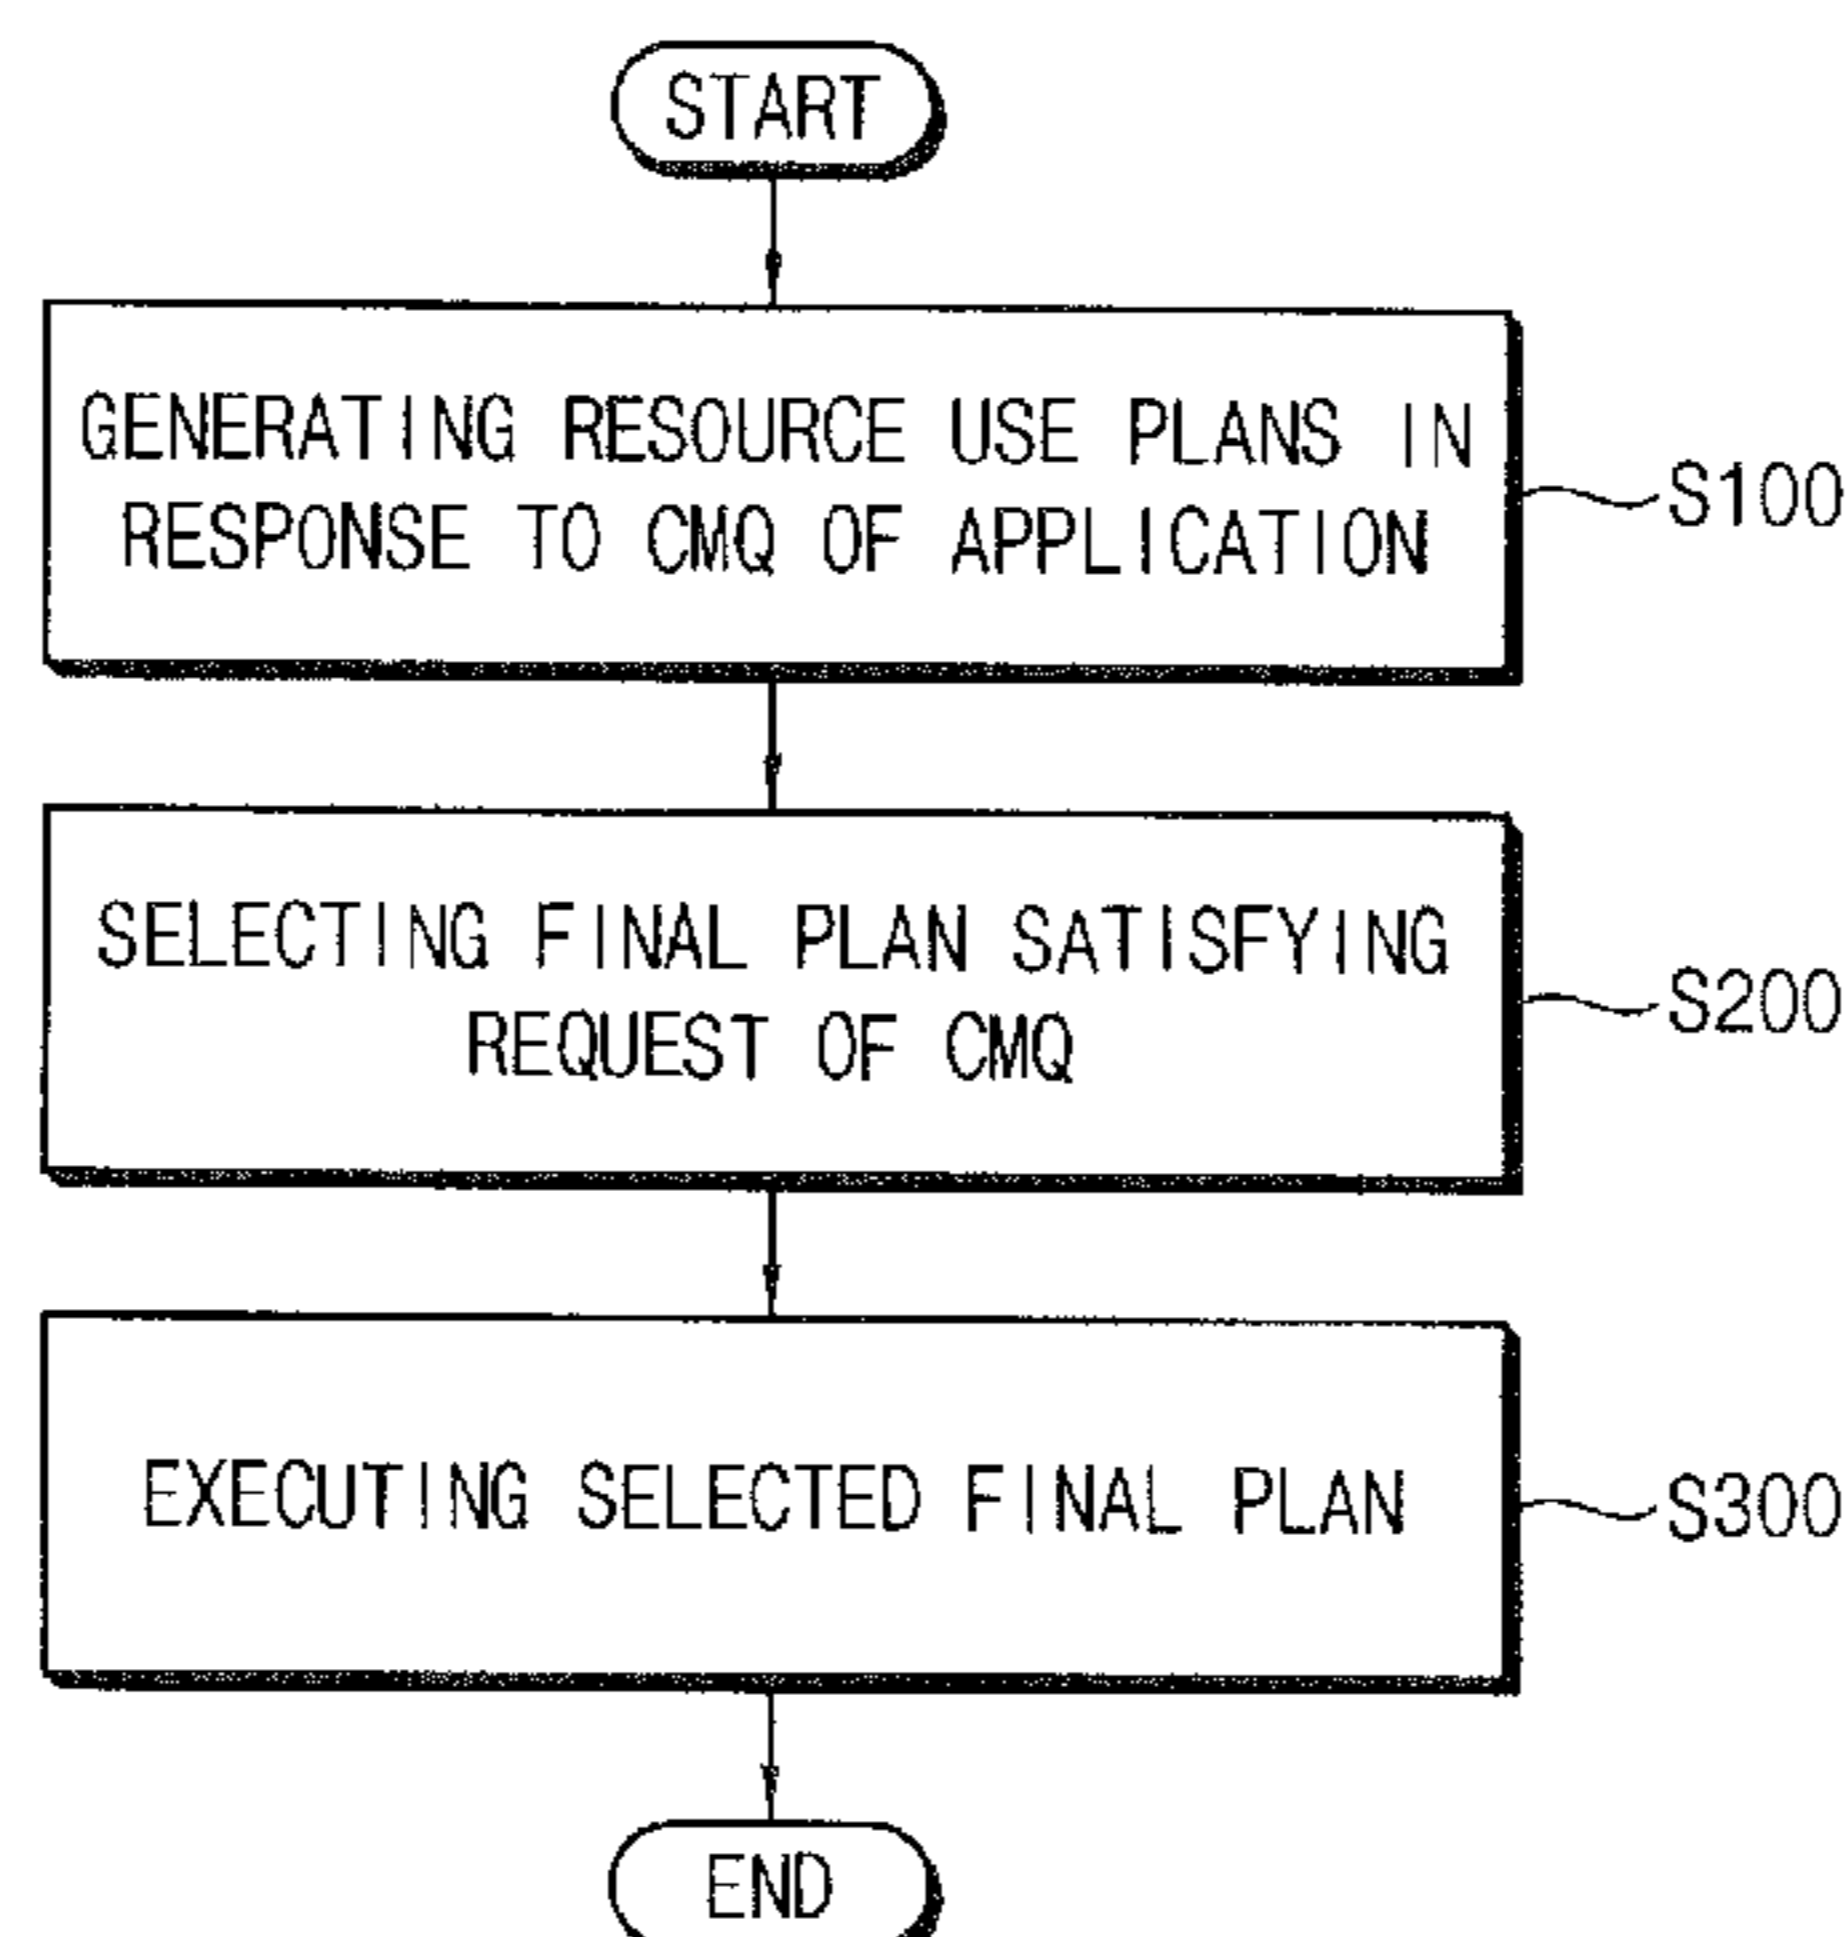 START
GENERATING RESOURCE USE PLANS IN
RESPONSE TO CMQ OF APPLICATION
S100
SELECTING FINAL PLAN SATISFYING
REQUEST OF CMQ
S200
EXECUTING SELECTED FINAL PLAN
S300
END